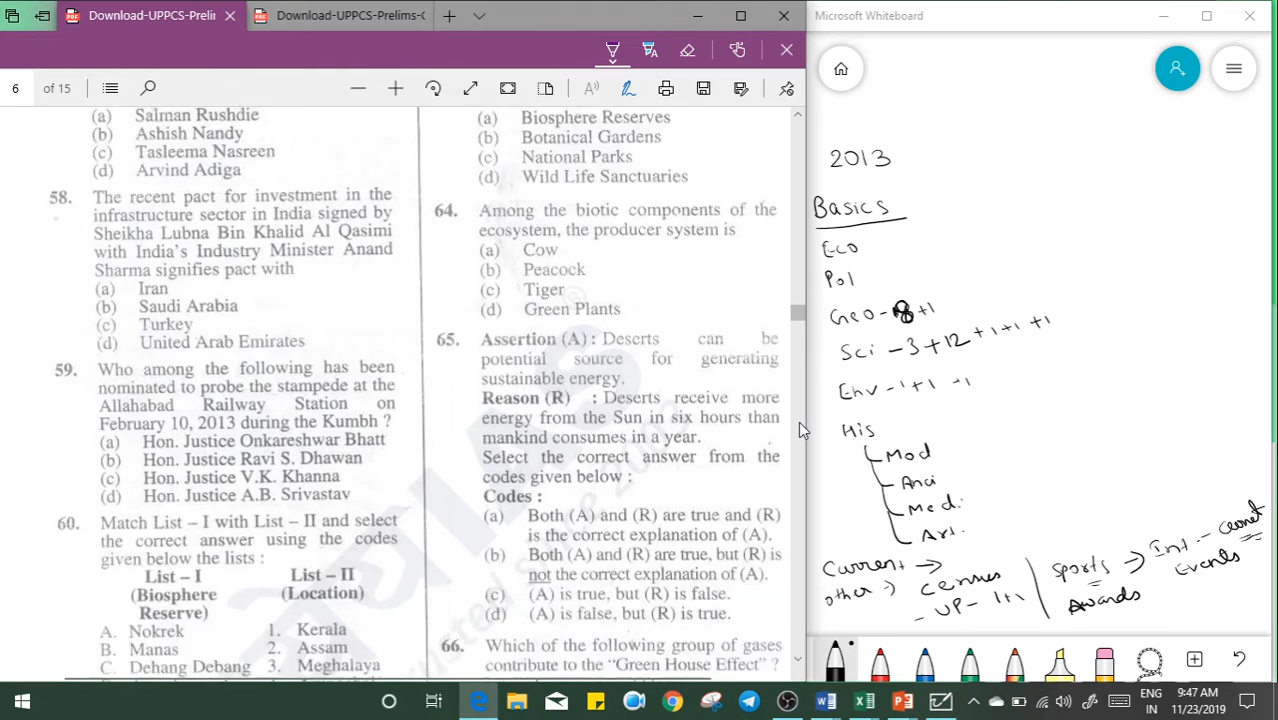 Download-UPPCS-Prelin
Download-UPPCS-Prelims-G
Microsoft Whiteboard
6 of 15
(a) Salman Rushdie
(b) Ashish Nandy
(c) Tasleema Nasreen
(d) Arvind Adiga
58. The recent pact for investment in the
infrastructure sector in India signed by
Sheikha Lubna Bin Khalid Al Qasimi
with India's Industry Minister Anand
Sharma signifies pact with
(a) Iran
(b) Saudi Arabia
(c) Turkey
(d) United Arab Emirates
59. Who among the following has been
nominated to probe the stampede at the
Allahabad Railway Station on
February 10, 2013 during the Kumbh ?
(a) Hon. Justice Onkareshwar Bhatt
(b) Hon. Justice Ravi S. Dhawan
(c) Hon. Justice V.K. Khanna
(d) Hon. Justice A.B. Srivastav
60. Match List – I with List – II and select
the correct answer using the codes
given below the lists :
List – I List – II
(Biosphere (Location)
Reserve)
A. Nokrek 1. Kerala
B. Manas 2. Assam
C. Dehang Debang 3. Meghalaya
(a) Biosphere Reserves
(b) Botanical Gardens
(c) National Parks
(d) Wild Life Sanctuaries
64. Among the biotic components of the
ecosystem, the producer system is
(a) Cow
(b) Peacock
(c) Tiger
(d) Green Plants
65. Assertion (A) : Deserts can be
potential source for generating
sustainable energy.
Reason (R) : Deserts receive more
energy from the Sun in six hours than
mankind consumes in a year.
Select the correct answer from the
codes given below :
Codes :
(a) Both (A) and (R) are true and (R)
is the correct explanation of (A).
(b) Both (A) and (R) are true, but (R) is
not the correct explanation of (A).
(c) (A) is true, but (R) is false.
(d) (A) is false, but (R) is true.
66. Which of the following group of gases
contribute to the "Green House Effect" ?
2013
Basics
Eco
Pol
Geo - 8 +1
Sci - 3 + 12 +1 +1 +1
Env - 1 +1 +1
His
Mod
Anci
Med.
Art.
Current →
other → Census
- UP - 1+1
Sports → Int. -
Events
Awards
ENG
IN
9:47 AM
11/23/2019